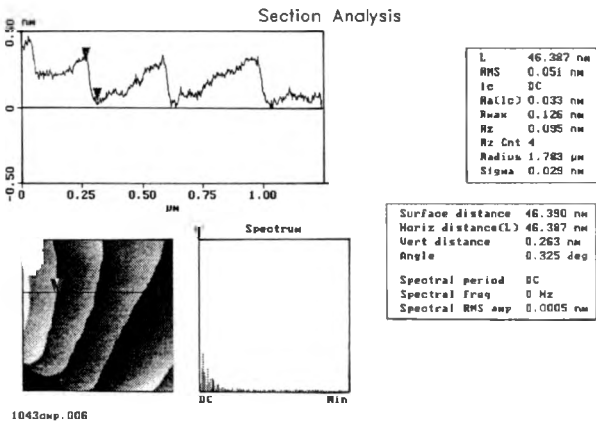 Section Analysis
nm
0.50
0
-0.50
0 0.25 0.50 0.75 1.00
µm
L 46.387 nm
RMS 0.051 nm
lc DC
Ra(lc) 0.033 nm
Rmax 0.126 nm
Rz 0.095 nm
Rz Cnt 4
Radius 1.783 µm
Sigma 0.029 nm
Surface distance 46.390 nm
Horiz distance(L) 46.387 nm
Vert distance 0.263 nm
Angle 0.325 deg
Spectral period DC
Spectral freq 0 Hz
Spectral RMS amp 0.0005 nm
Spectrum
DC Min
1043amp.006